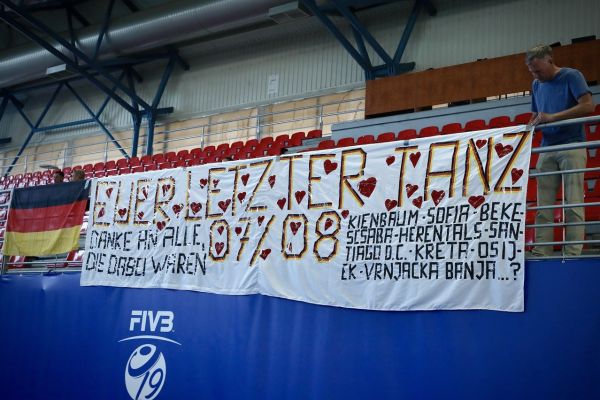 EUER LETZTER TANZ
DANKE AN ALLE,
DIE DABEI WAREN
07/08
KIENBAUM·SOFIA·BEKE-
SCSABA·HERENTALS·SAN-
TIAGO D.C.·KRETA·OSIJ-
EK·VRNJACKA BANJA...?
FIVB
19